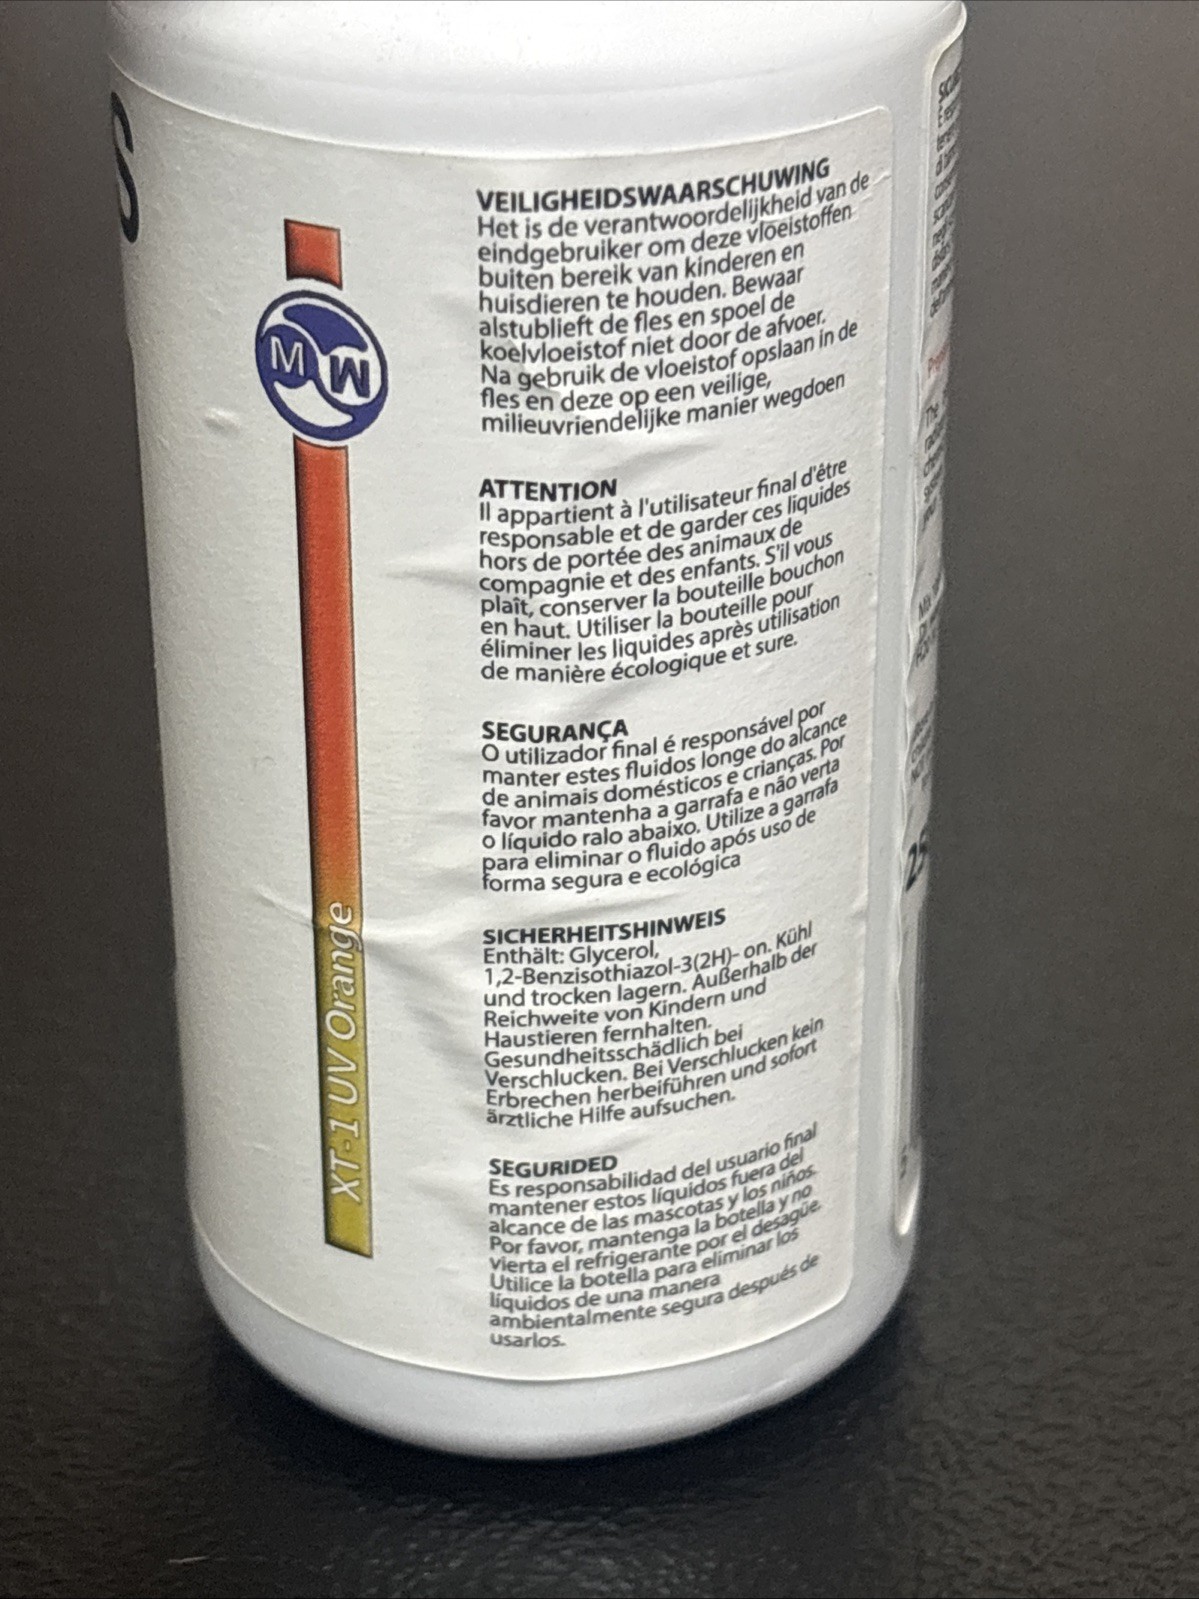 S
M W
XT-1 UV Orange
VEILIGHEIDSWAARSCHUWING
Het is de verantwoordelijkheid van de
eindgebruiker om deze vloeistoffen
buiten bereik van kinderen en
huisdieren te houden. Bewaar
alstublieft de fles en spoel de
koelvloeistof niet door de afvoer.
Na gebruik de vloeistof opslaan in de
fles en deze op een veilige,
milieuvriendelijke manier wegdoen
ATTENTION
Il appartient à l'utilisateur final d'être
responsable et de garder ces liquides
hors de portée des animaux de
compagnie et des enfants. S'il vous
plaît, conserver la bouteille bouchon
en haut. Utiliser la bouteille pour
éliminer les liquides après utilisation
de manière écologique et sure.
SEGURANÇA
O utilizador final é responsável por
manter estes fluidos longe do alcance
de animais domésticos e crianças. Por
favor mantenha a garrafa e não verta
o líquido ralo abaixo. Utilize a garrafa
para eliminar o fluido após uso de
forma segura e ecológica
SICHERHEITSHINWEIS
Enthält: Glycerol,
1,2-Benzisothiazol-3(2H)- on. Kühl
und trocken lagern. Außerhalb der
Reichweite von Kindern und
Haustieren fernhalten.
Gesundheitsschädlich bei
Verschlucken. Bei Verschlucken kein
Erbrechen herbeiführen und sofort
ärztliche Hilfe aufsuchen.
SEGURIDED
Es responsabilidad del usuario final
mantener estos líquidos fuera del
alcance de las mascotas y los niños.
Por favor, mantenga la botella y no
vierta el refrigerante por el desagüe.
Utilice la botella para eliminar los
líquidos de una manera
ambientalmente segura después de
usarlos.
The